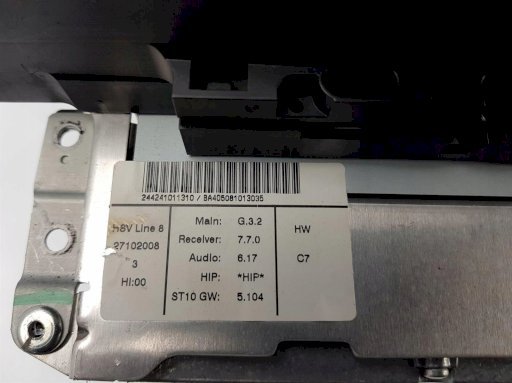 244241011310 / BA406081013035
HBV Line 8
27102008
3
HI:00
Main: G.3.2
Receiver: 7.7.0
Audio: 6.17
HIP: *HIP*
ST10 GW: 5.104
HW
C7